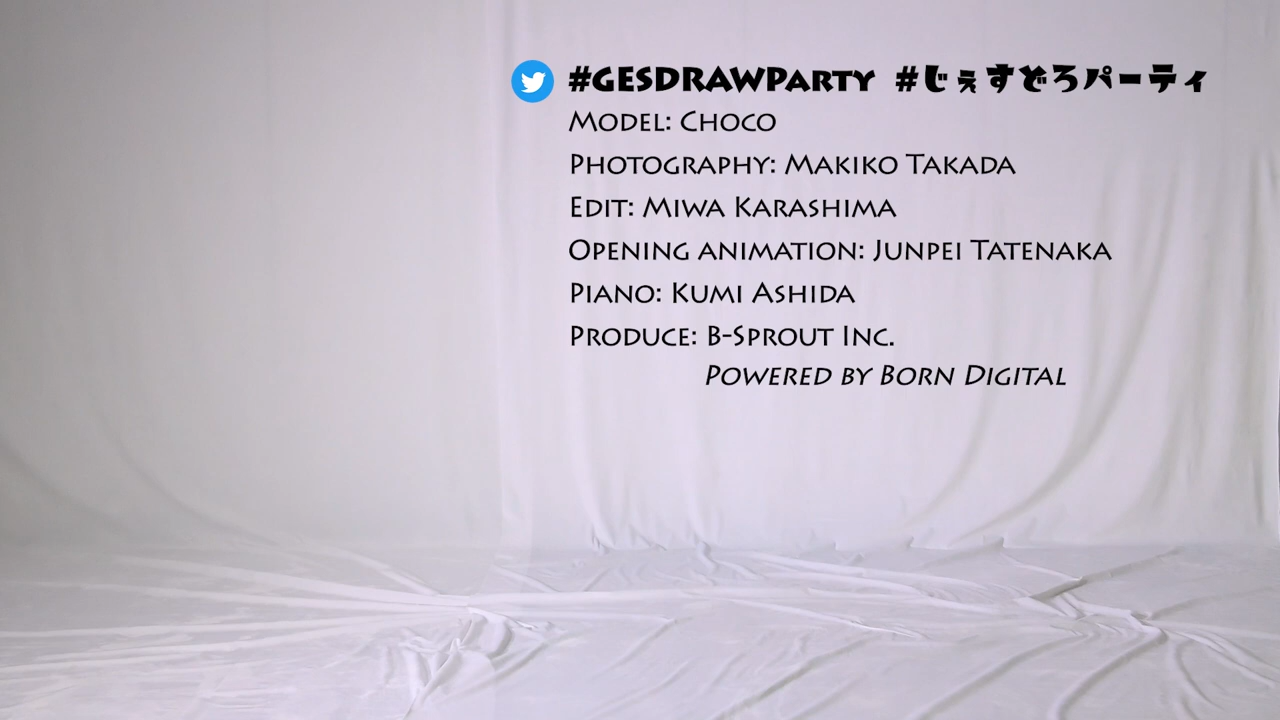 #GESDRAWPARTY #じぇすどろパーティ
MODEL: CHOCO
PHOTOGRAPHY: MAKIKO TAKADA
EDIT: MIWA KARASHIMA
OPENING ANIMATION: JUNPEI TATENAKA
PIANO: KUMI ASHIDA
PRODUCE: B-SPROUT INC.
POWERED BY BORN DIGITAL